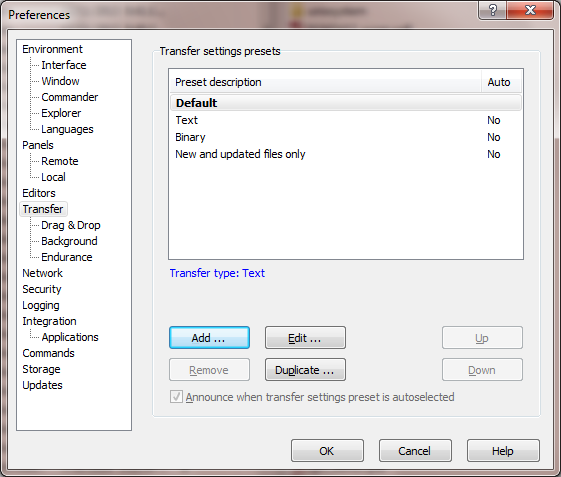 Preferences
?
Environment
Interface
Window
Commander
Explorer
Languages
Panels
Remote
Local
Editors
Transfer
Drag & Drop
Background
Endurance
Network
Security
Logging
Integration
Applications
Commands
Storage
Updates
Transfer settings presets
Preset description Auto
Default
Text No
Binary No
New and updated files only No
Transfer type: Text
Add ... Edit ... Up
Remove Duplicate ... Down
Announce when transfer settings preset is autoselected
OK Cancel Help